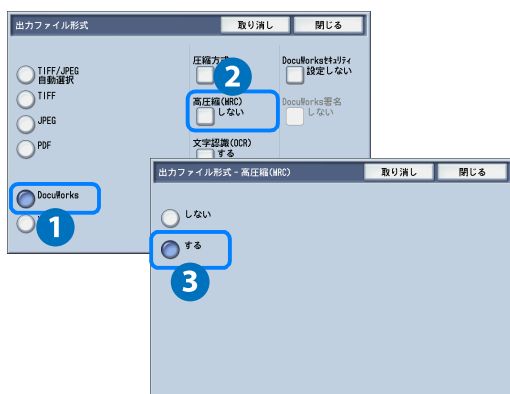 出力ファイル形式
取り消し
閉じる
TIFF/JPEG
自動選択
TIFF
JPEG
PDF
DocuWorks
1
2
高圧縮(MRC)
しない
文字認識(OCR)
する
DocuWorksセキュリティ
設定しない
DocuWorks署名
しない
出力ファイル形式 - 高圧縮(MRC)
取り消し
閉じる
しない
する
3